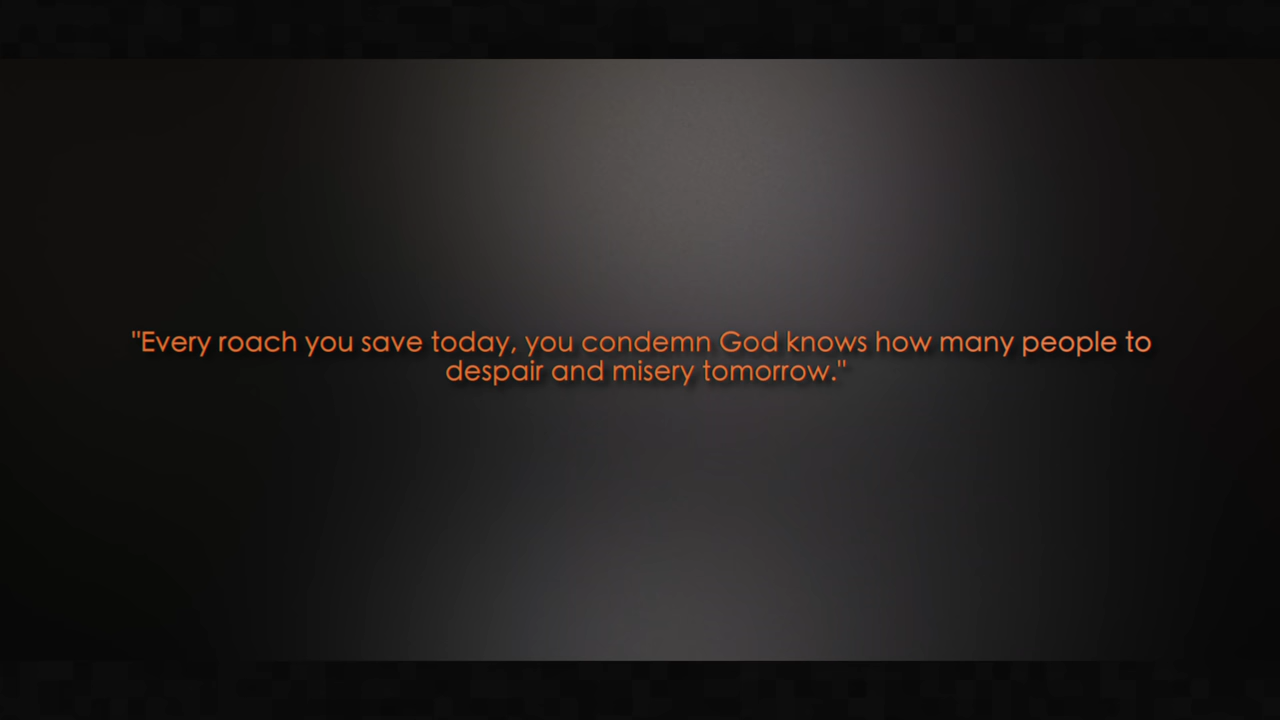 "Every roach you save today, you condemn God knows how many people to
despair and misery tomorrow."